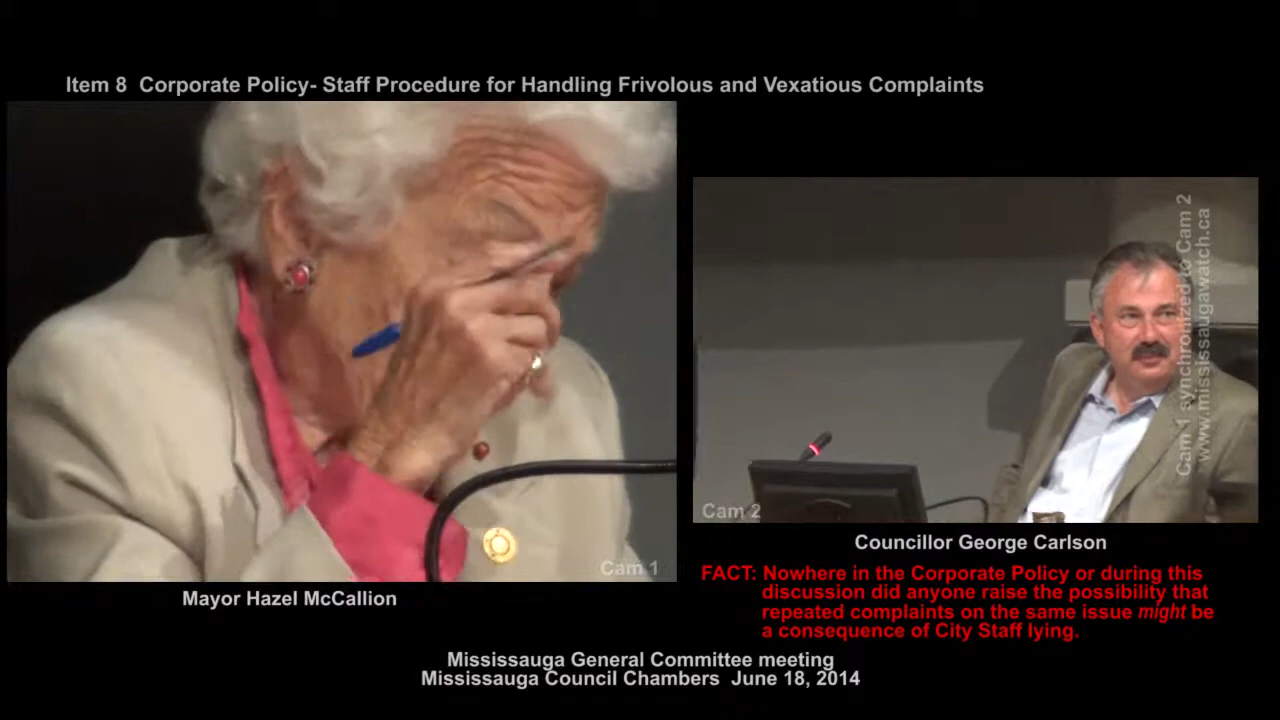 Item 8  Corporate Policy- Staff Procedure for Handling Frivolous and Vexatious Complaints
Cam 1
Mayor Hazel McCallion
Cam 1 synchronized to Cam 2
www.mississaugawatch.ca
Cam 2
Councillor George Carlson
FACT: Nowhere in the Corporate Policy or during this
discussion did anyone raise the possibility that
repeated complaints on the same issue might be
a consequence of City Staff lying.
Mississauga General Committee meeting
Mississauga Council Chambers  June 18, 2014